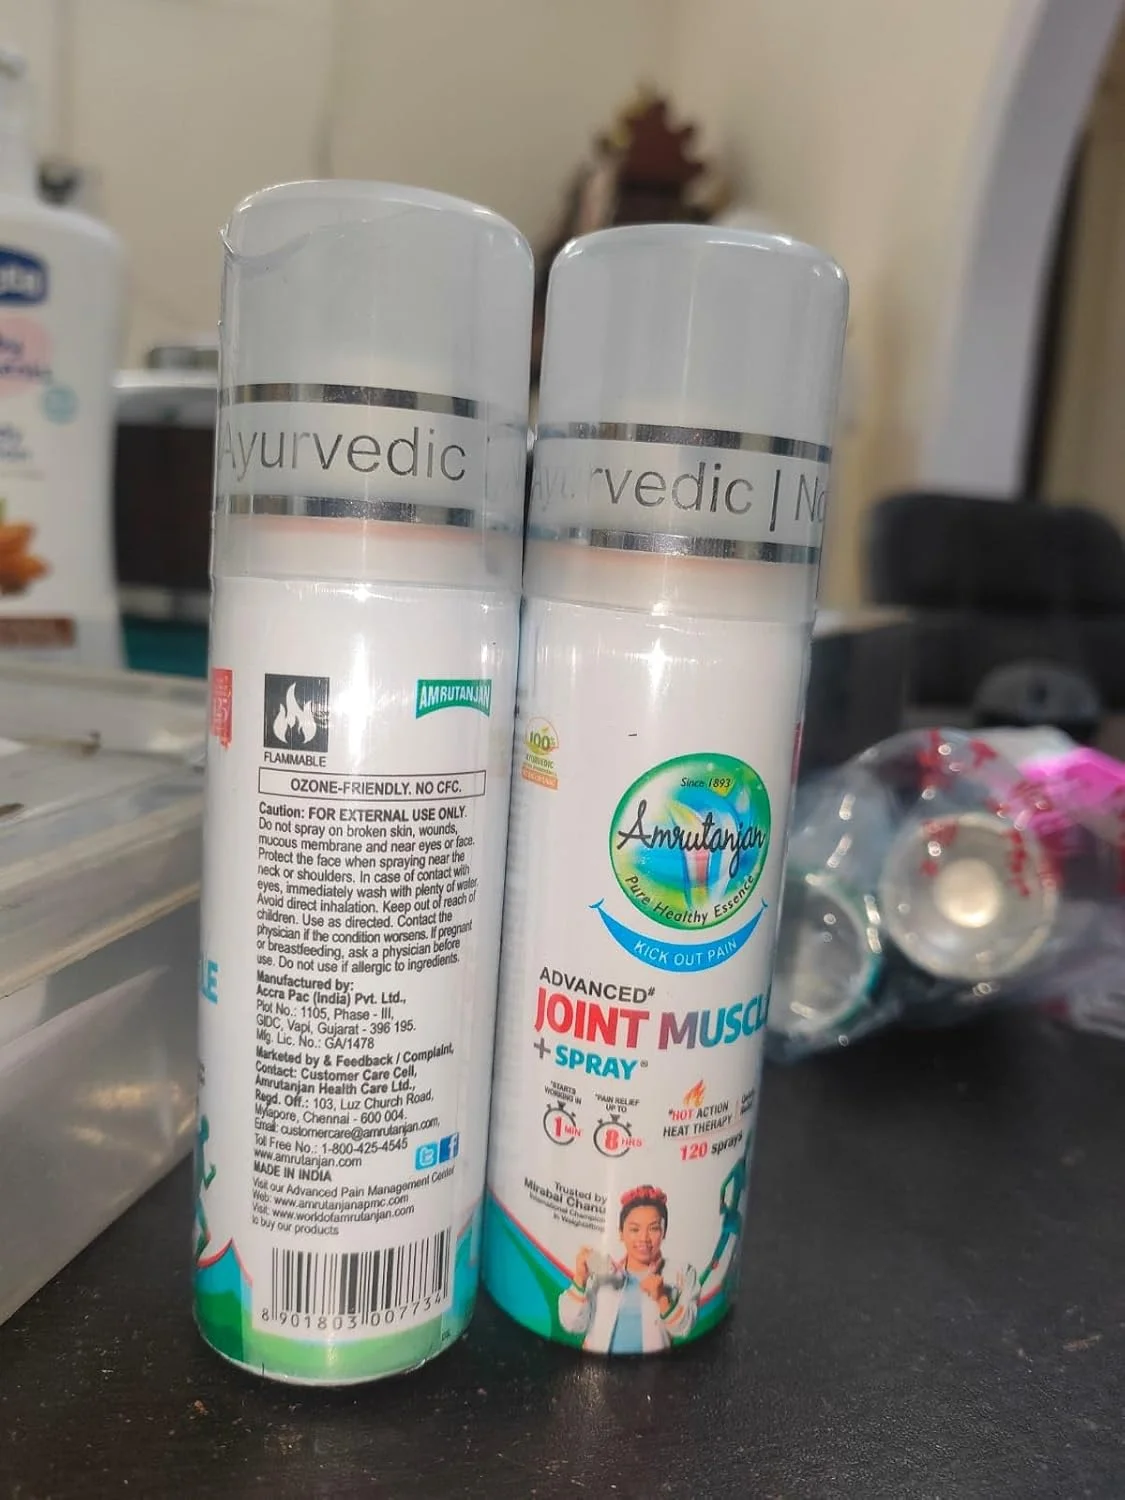 Ayurvedic
FLAMMABLE
AMRUTANJAN
OZONE-FRIENDLY. NO CFC.
Caution: FOR EXTERNAL USE ONLY.
Do not spray on broken skin, wounds,
mucous membrane and near eyes or face.
Protect the face when spraying near the
neck or shoulders. In case of contact with
eyes, immediately wash with plenty of water.
Avoid direct inhalation. Keep out of reach of
children. Use as directed. Contact the
physician if the condition worsens. If pregnant
or breastfeeding, ask a physician before
use. Do not use if allergic to ingredients.
Manufactured by:
Accra Pac (India) Pvt. Ltd.,
Plot No.: 1105, Phase - III,
GIDC, Vapi, Gujarat - 396 195.
Mfg. Lic. No.: GA/1478
Marketed by & Feedback / Complaint,
Contact: Customer Care Cell,
Amrutanjan Health Care Ltd.,
Regd. Off.: 103, Luz Church Road,
Mylapore, Chennai - 600 004.
Email: customercare@amrutanjan.com,
Toll Free No.: 1-800-425-4545
www.amrutanjan.com
MADE IN INDIA
Visit our Advanced Pain Management Center
Web: www.amrutanjanapmc.com
Visit: www.worldofamrutanjan.com
to buy our products
8 901803 007734
LE
Ayurvedic | No
100%
AYURVEDIC
Since 1893
Amrutanjan
Pure Healthy Essence
KICK OUT PAIN
ADVANCED#
JOINT MUSCL
+ SPRAY®
*STARTS
WORKING IN
1 MIN
*PAIN RELIEF
UP TO
8 HRS
*HOT ACTION
HEAT THERAPY
120 sprays
Trusted by
Mirabai Chanu
International Champion
in Weightlifting